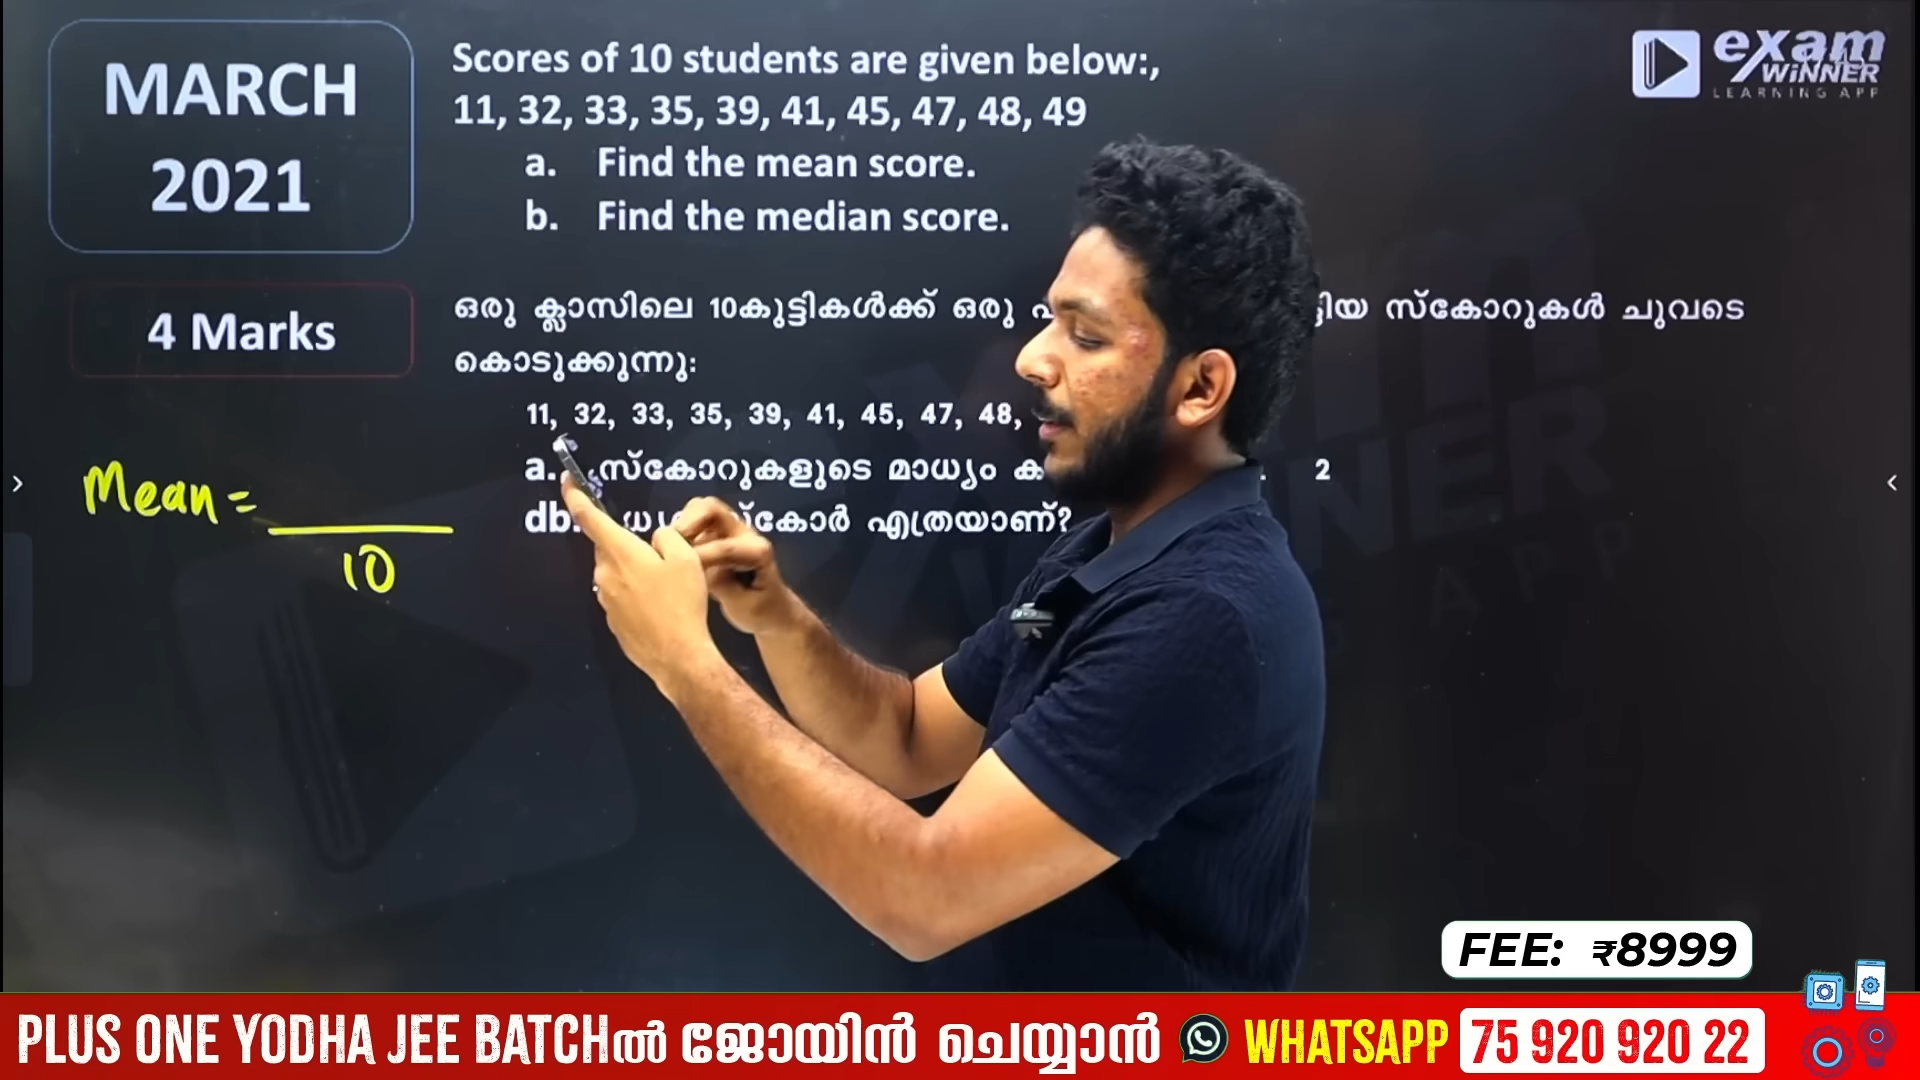 MARCH
2021
4 Marks
Scores of 10 students are given below:,
11, 32, 33, 35, 39, 41, 45, 47, 48, 49
a. Find the mean score.
b. Find the median score.
ഒരു ക്ലാസിലെ 10കുട്ടികൾക്ക് ഒരു സ്കോറുകൾ ചുവടെ
കൊടുക്കുന്നു:
11, 32, 33, 35, 39, 41, 45, 47, 48,
a. സ്കോറുകളുടെ മാധ്യം 2
db. എത്രയാണ്?
Mean =
10
exam
WiNNER
LEARNING APP
FEE: ₹8999
PLUS ONE YODHA JEE BATCHൽ ജോയിൻ ചെയ്യാൻ WHATSAPP 75 920 920 22